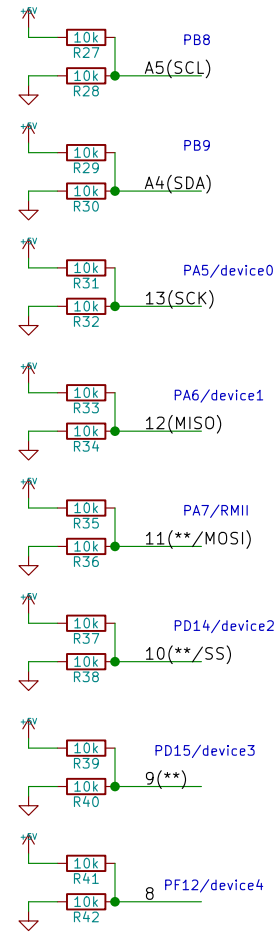 +5V
10k
PB8
R27
10k
A5(SCL)
R28
+5V
10k
PB9
R29
10k
A4(SDA)
R30
+5V
10k
PA5/device0
R31
10k
13(SCK)
R32
+5V
10k
PA6/device1
R33
10k
12(MISO)
R34
+5V
10k
PA7/RMII
R35
10k
11(**/MOSI)
R36
+5V
10k
PD14/device2
R37
10k
10(**/SS)
R38
+5V
10k
PD15/device3
R39
10k
9(**)
R40
+5V
10k
R41
PF12/device4
10k
8
R42